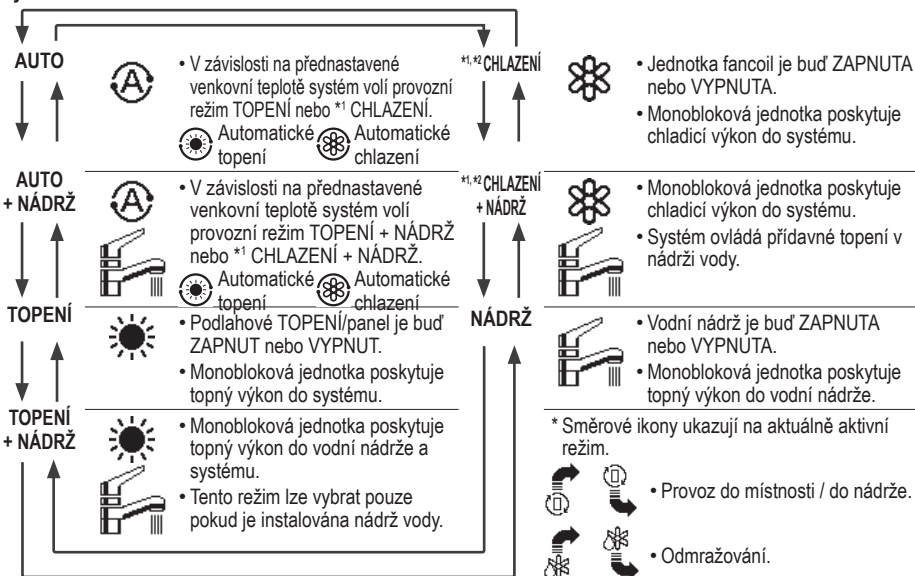 AUTO
• V závislosti na přednastavené
venkovní teplotě systém volí provozní
režim TOPENÍ nebo *1 CHLAZENÍ.
Automatické topení
Automatické chlazení
AUTO
+ NÁDRŽ
• V závislosti na přednastavené
venkovní teplotě systém volí
provozní režim TOPENÍ + NÁDRŽ
nebo *1 CHLAZENÍ + NÁDRŽ.
Automatické topení
Automatické chlazení
TOPENÍ
• Podlahové TOPENÍ/panel je buď
ZAPNUT nebo VYPNUT.
• Monobloková jednotka poskytuje
topný výkon do systému.
TOPENÍ
+ NÁDRŽ
• Monobloková jednotka poskytuje
topný výkon do vodní nádrže a
systému.
• Tento režim lze vybrat pouze
pokud je instalována nádrž vody.
*1, *2 CHLAZENÍ
• Jednotka fancoil je buď ZAPNUTA
nebo VYPNUTA.
• Monobloková jednotka poskytuje
chladicí výkon do systému.
*1, *2 CHLAZENÍ
+ NÁDRŽ
• Monobloková jednotka poskytuje
chladicí výkon do systému.
• Systém ovládá přídavné topení v
nádrži vody.
NÁDRŽ
• Vodní nádrž je buď ZAPNUTA
nebo VYPNUTA.
• Monobloková jednotka poskytuje
topný výkon do vodní nádrže.
* Směrové ikony ukazují na aktuálně aktivní
režim.
• Provoz do místnosti / do nádrže.
• Odmražování.